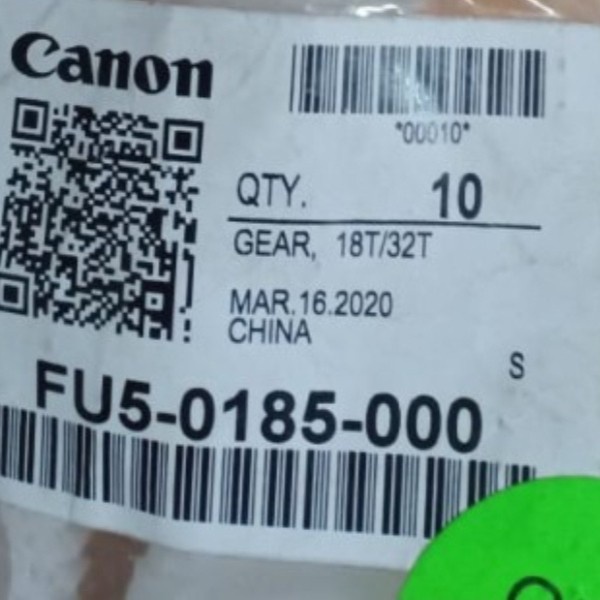 Canon
*00010*
QTY. 10
GEAR, 18T/32T
MAR.16.2020
CHINA
S
FU5-0185-000